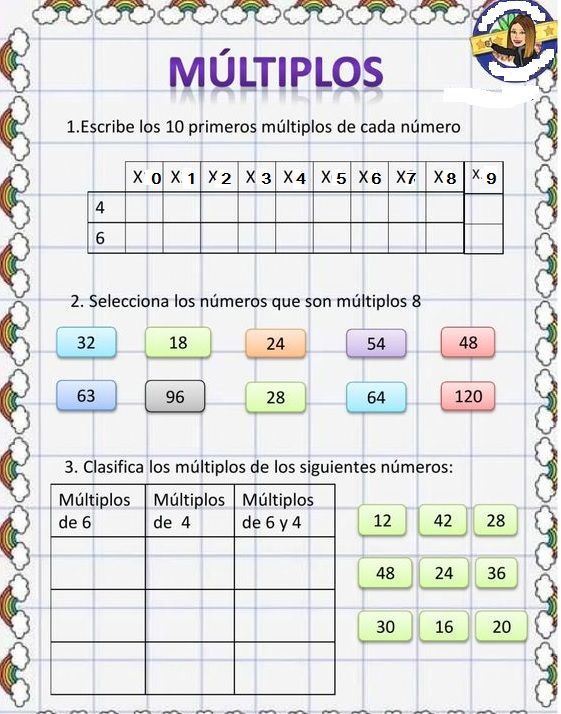 MÚLTIPLOS
1.Escribe los 10 primeros múltiplos de cada número
X 0 X 1 X 2 X 3 X 4 X 5 X 6 X 7 X 8 X 9
4
6
2. Selecciona los números que son múltiplos 8
32 18 24 54 48
63 96 28 64 120
3. Clasifica los múltiplos de los siguientes números:
Múltiplos de 6
Múltiplos de 4
Múltiplos de 6 y 4
12 42 28
48 24 36
30 16 20